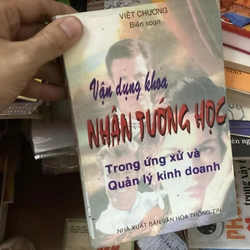 VIỆT CHƯƠNG
Biên soạn
Vận dụng khoa
NHÂN TƯỚNG HỌC
Trong ứng xử và
Quản lý kinh doanh
NHÀ XUẤT BẢN VĂN HÓA THÔNG TIN